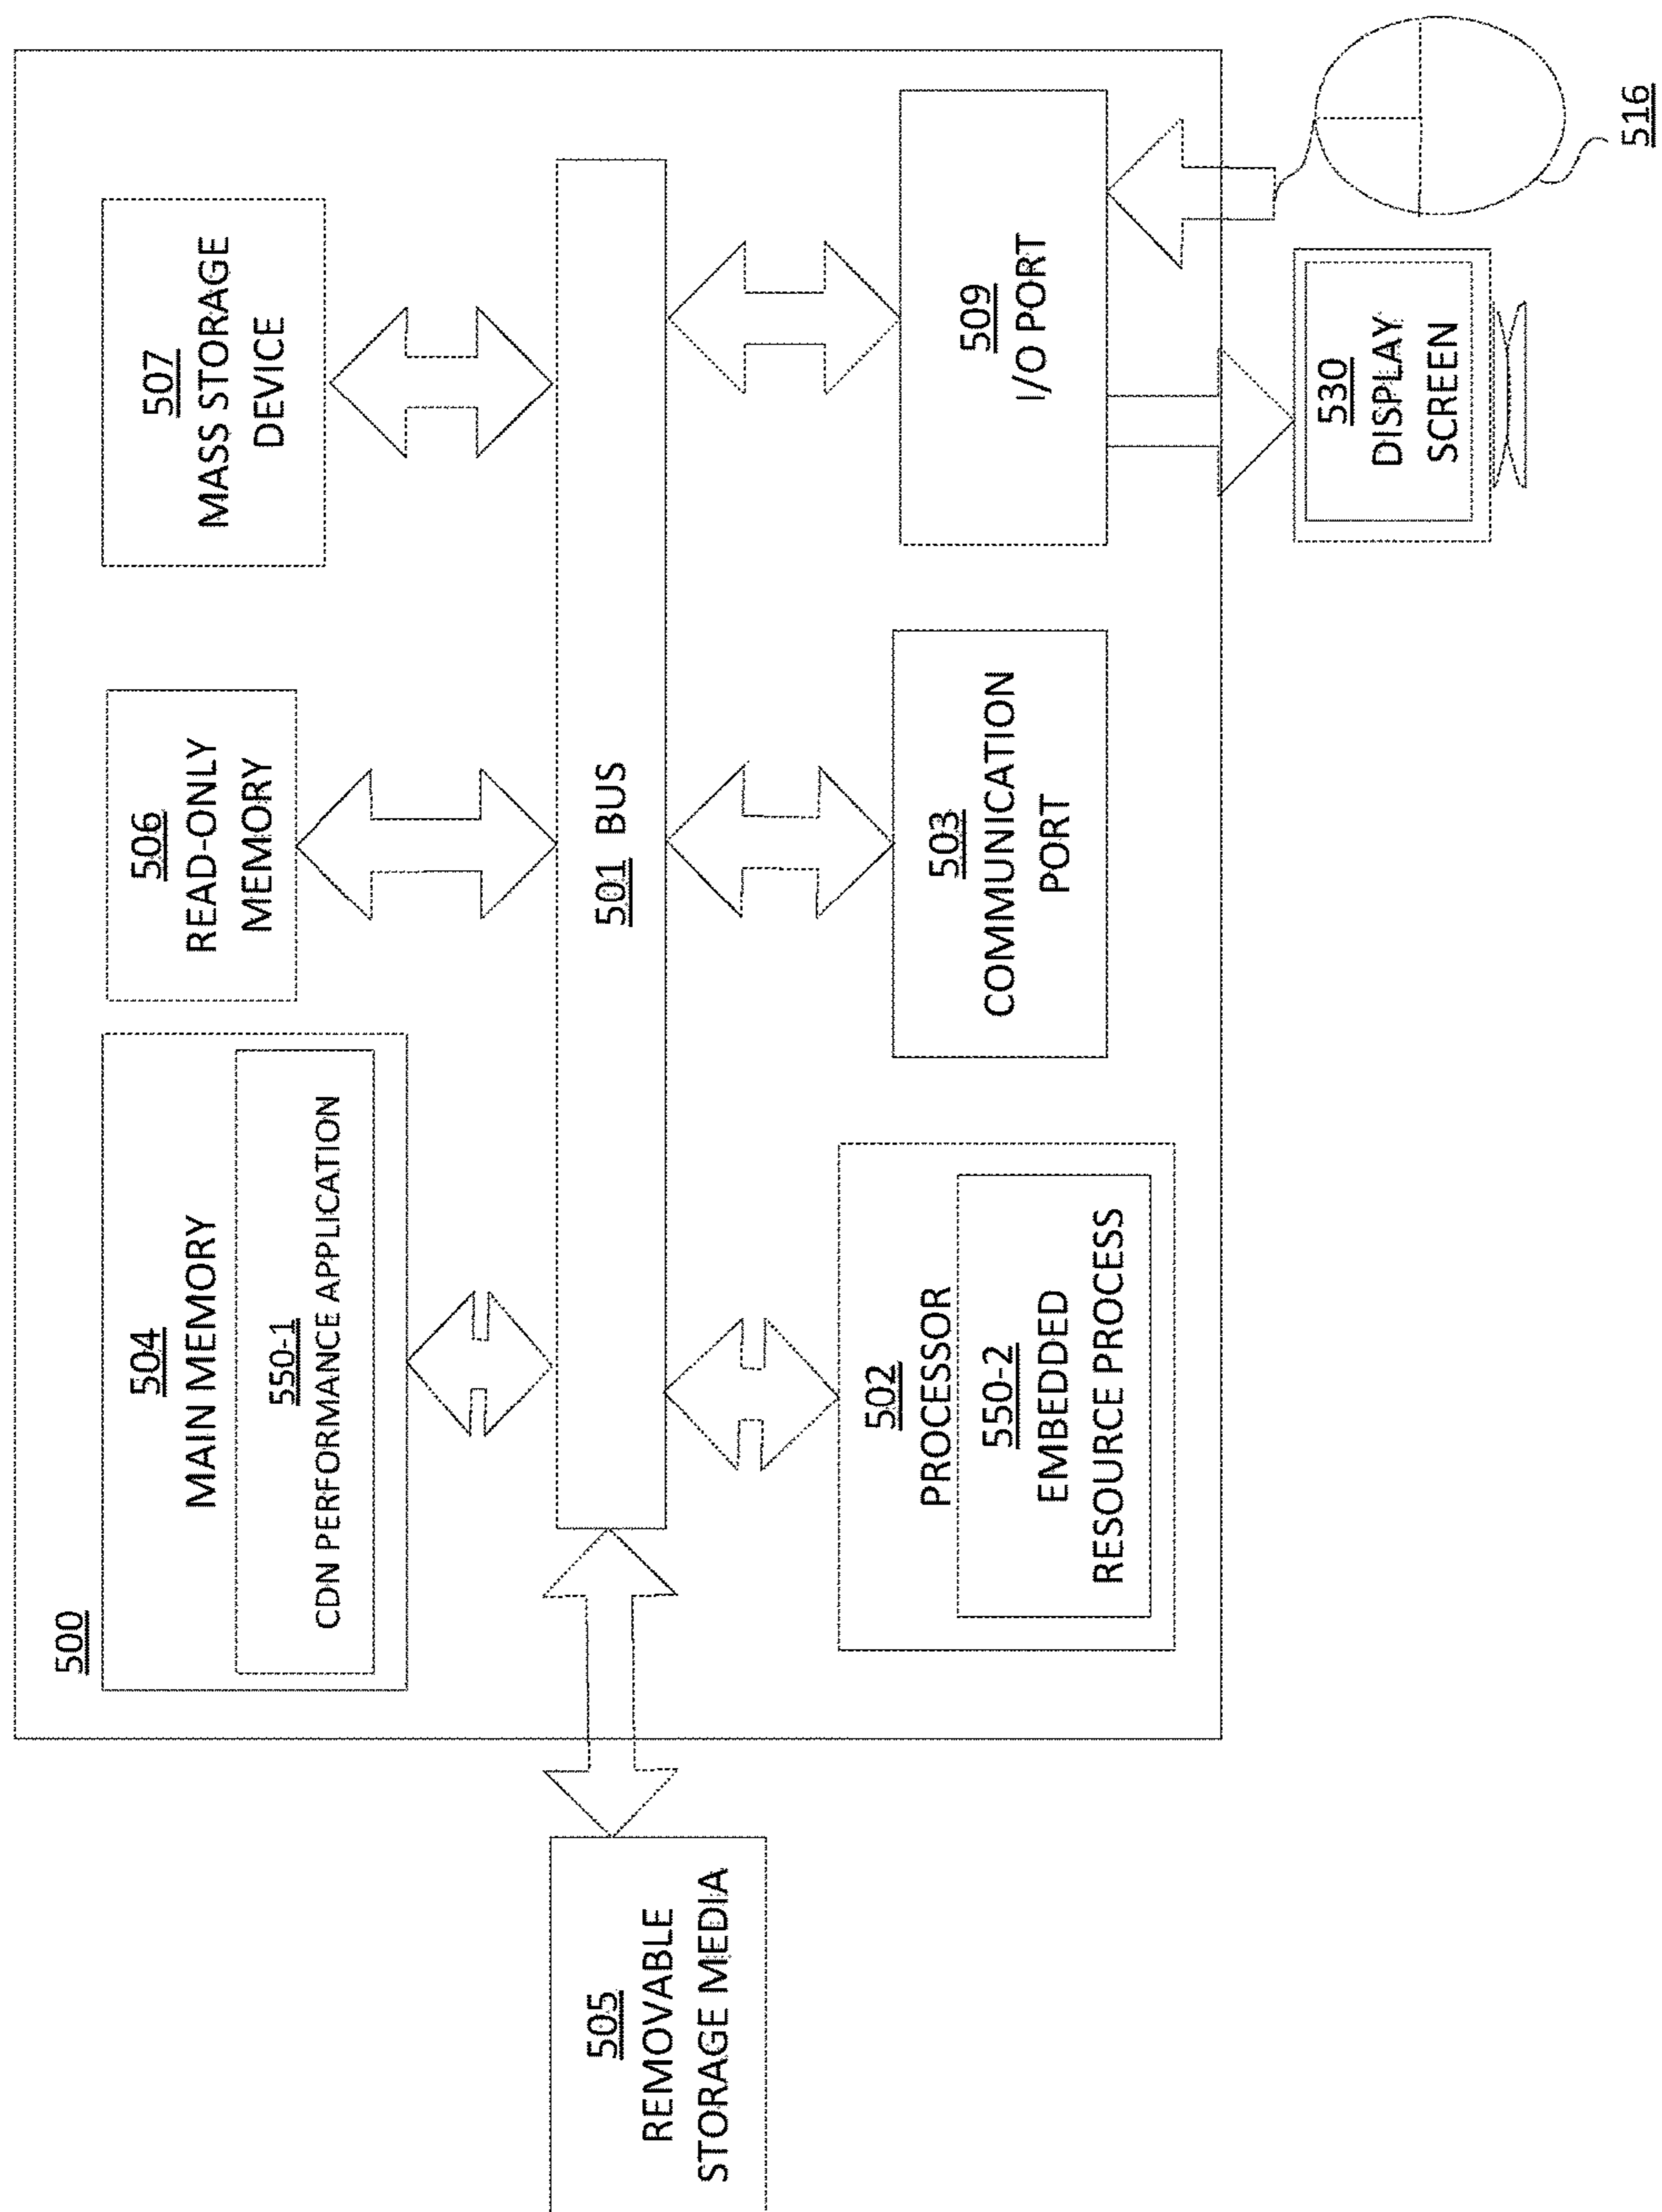 500
504
MAIN MEMORY
550-1
CDN PERFORMANCE APPLICATION
506
READ-ONLY
MEMORY
507
MASS STORAGE
DEVICE
505
REMOVABLE
STORAGE MEDIA
501 BUS
502
PROCESSOR
550-2
EMBEDDED
RESOURCE PROCESS
503
COMMUNICATION
PORT
509
I/O PORT
530
DISPLAY
SCREEN
516